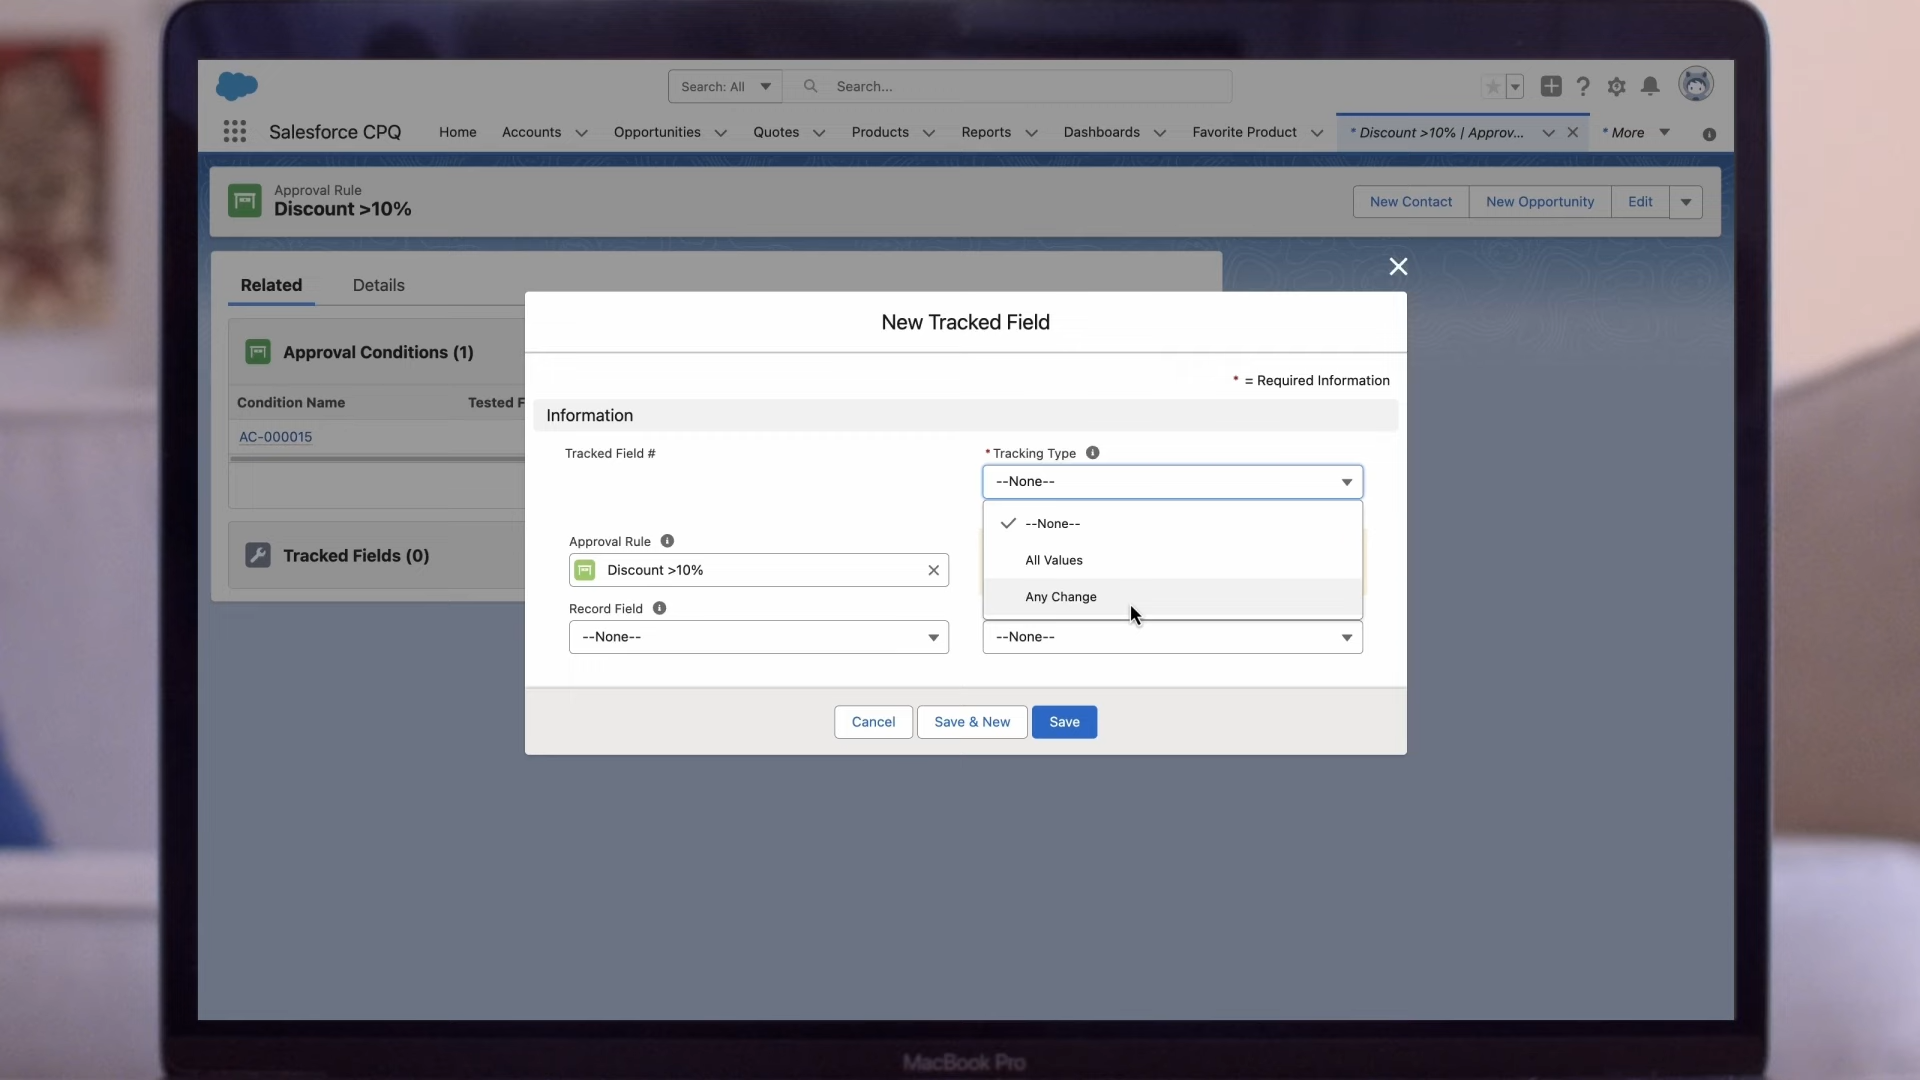 Search: All
Search...
Salesforce CPQ
Home
Accounts
Opportunities
Quotes
Products
Reports
Dashboards
Favorite Product
* Discount >10% | Approv...
* More
Approval Rule
Discount >10%
New Contact
New Opportunity
Edit
Related
Details
Approval Conditions (1)
Condition Name
Tested F
AC-000015
Tracked Fields (0)
New Tracked Field
* = Required Information
Information
Tracked Field #
* Tracking Type
--None--
--None--
All Values
Any Change
Approval Rule
Discount >10%
Record Field
--None--
--None--
Cancel
Save & New
Save
MacBook Pro